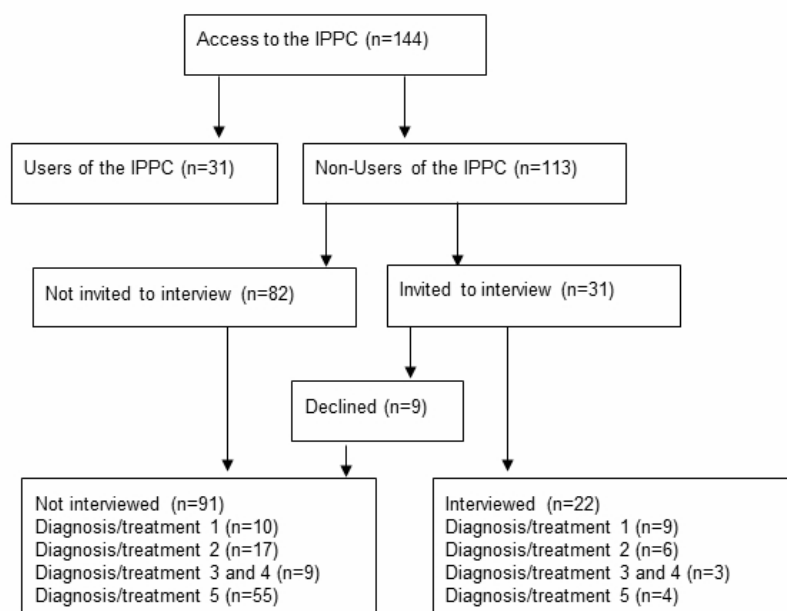 Access to the IPPC (n=144)
Users of the IPPC (n=31)
Non-Users of the IPPC (n=113)
Not invited to interview (n=82)
Invited to interview (n=31)
Declined (n=9)
Not interviewed (n=91)
Diagnosis/treatment 1 (n=10)
Diagnosis/treatment 2 (n=17)
Diagnosis/treatment 3 and 4 (n=9)
Diagnosis/treatment 5 (n=55)
Interviewed (n=22)
Diagnosis/treatment 1 (n=9)
Diagnosis/treatment 2 (n=6)
Diagnosis/treatment 3 and 4 (n=3)
Diagnosis/treatment 5 (n=4)